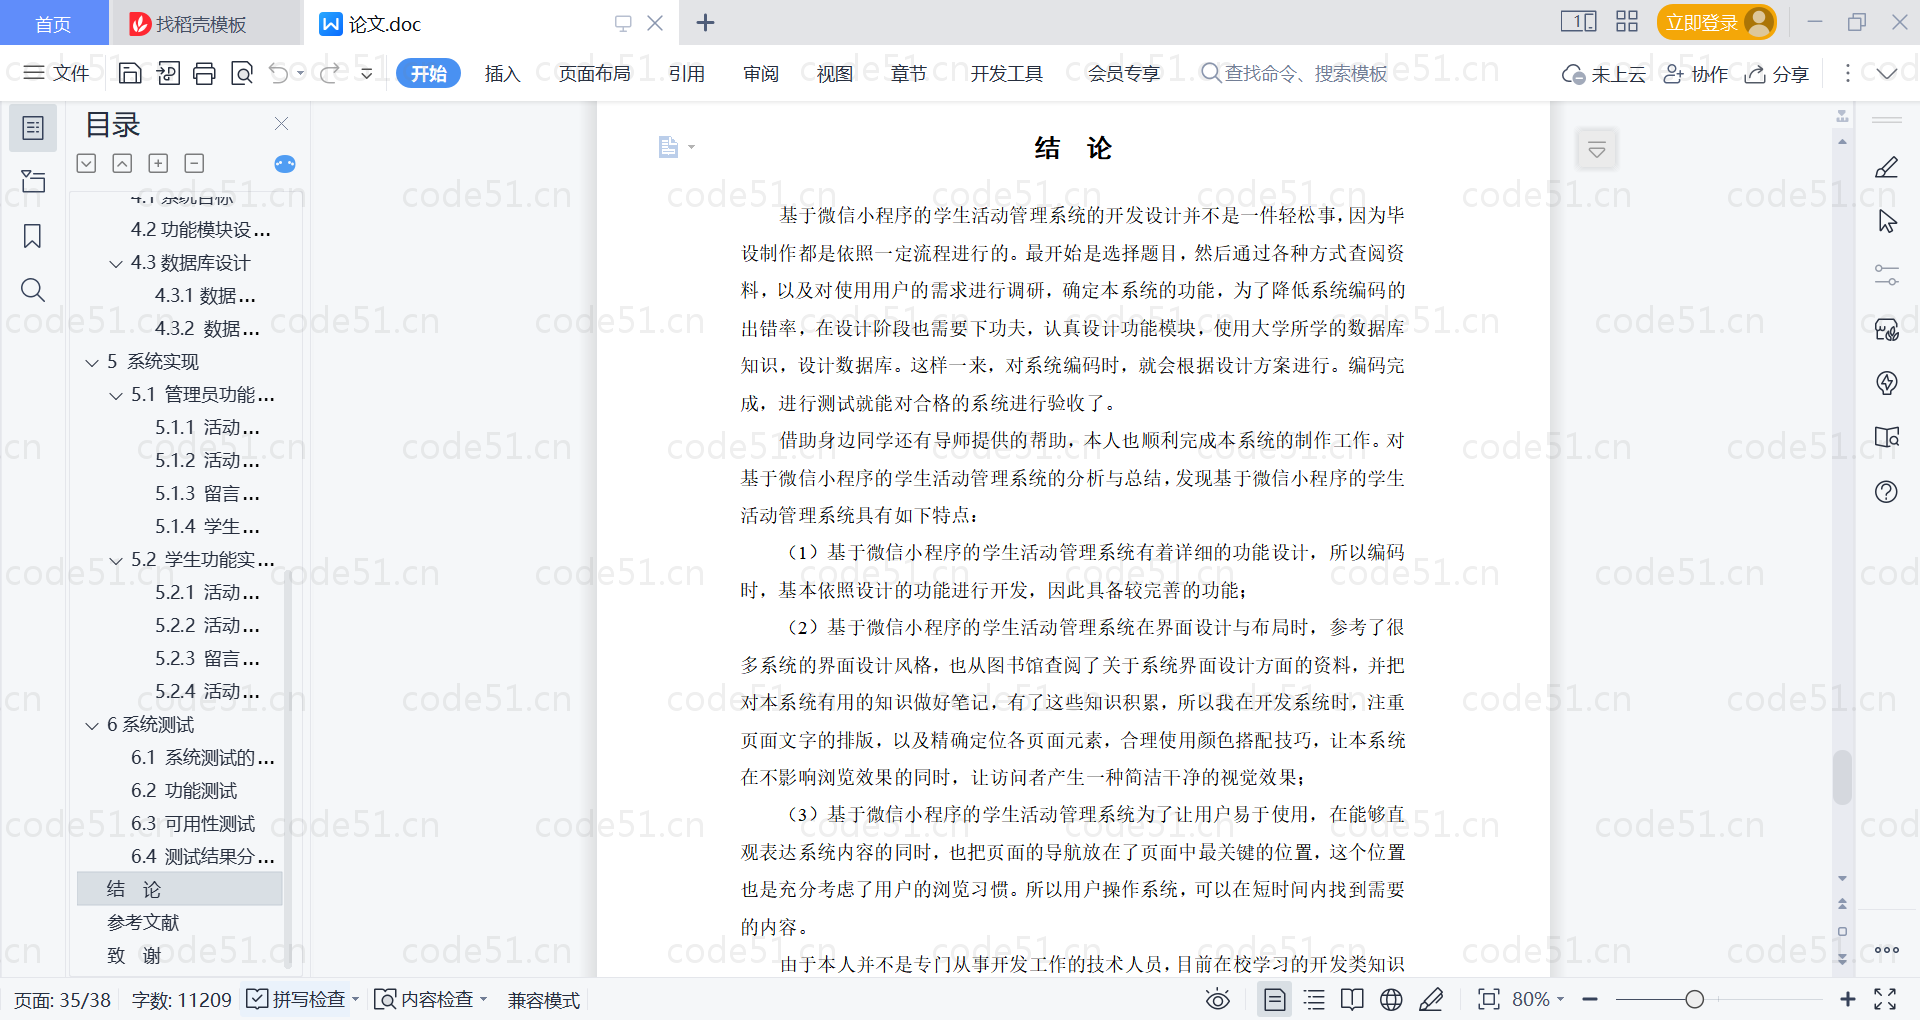 首页
找稻壳模板
论文.doc
立即登录
文件
开始
插入
页面布局
引用
审阅
视图
章节
开发工具
会员专享
查找命令、搜索模板
未上云
协作
分享
目录
4.1 系统目标
4.2 功能模块设...
4.3 数据库设计
4.3.1 数据...
4.3.2 数据...
5 系统实现
5.1 管理员功能...
5.1.1 活动...
5.1.2 活动...
5.1.3 留言...
5.1.4 学生...
5.2 学生功能实...
5.2.1 活动...
5.2.2 活动...
5.2.3 留言...
5.2.4 活动...
6 系统测试
6.1 系统测试的...
6.2 功能测试
6.3 可用性测试
6.4 测试结果分...
结 论
参考文献
致 谢
结 论
基于微信小程序的学生活动管理系统的开发设计并不是一件轻松事，因为毕
设制作都是依照一定流程进行的。最开始是选择题目，然后通过各种方式查阅资
料，以及对使用用户的需求进行调研，确定本系统的功能，为了降低系统编码的
出错率，在设计阶段也需要下功夫，认真设计功能模块，使用大学所学的数据库
知识，设计数据库。这样一来，对系统编码时，就会根据设计方案进行。编码完
成，进行测试就能对合格的系统进行验收了。
借助身边同学还有导师提供的帮助，本人也顺利完成本系统的制作工作。对
基于微信小程序的学生活动管理系统的分析与总结，发现基于微信小程序的学生
活动管理系统具有如下特点：
（1）基于微信小程序的学生活动管理系统有着详细的功能设计，所以编码
时，基本依照设计的功能进行开发，因此具备较完善的功能；
（2）基于微信小程序的学生活动管理系统在界面设计与布局时，参考了很
多系统的界面设计风格，也从图书馆查阅了关于系统界面设计方面的资料，并把
对本系统有用的知识做好笔记，有了这些知识积累，所以我在开发系统时，注重
页面文字的排版，以及精确定位各页面元素，合理使用颜色搭配技巧，让本系统
在不影响浏览效果的同时，让访问者产生一种简洁干净的视觉效果；
（3）基于微信小程序的学生活动管理系统为了让用户易于使用，在能够直
观表达系统内容的同时，也把页面的导航放在了页面中最关键的位置，这个位置
也是充分考虑了用户的浏览习惯。所以用户操作系统，可以在短时间内找到需要
的内容。
由于本人并不是专门从事开发工作的技术人员，目前在校学习的开发类知识
页面: 35/38
字数: 11209
拼写检查
内容检查
兼容模式
80%
code51.cn